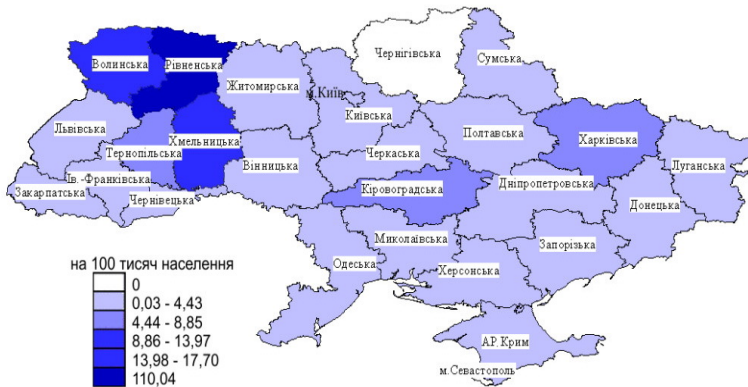 Чернігівська
Волинська
Рівненська
Сумська
Житомирська
м.Київ
Київська
Львівська
Хмельницька
Полтавська
Харківська
Тернопільська
Черкаська
Вінницька
Луганська
Ів.-Франківська
Закарпатська
Чернівецька
Кіровоградська
Дніпропетровська
Донецька
Миколаївська
Запорізька
Одеська
Херсонська
АР.Крим
м.Севастополь
на 100 тисяч населення
0
0,03 - 4,43
4,44 - 8,85
8,86 - 13,97
13,98 - 17,70
110,04